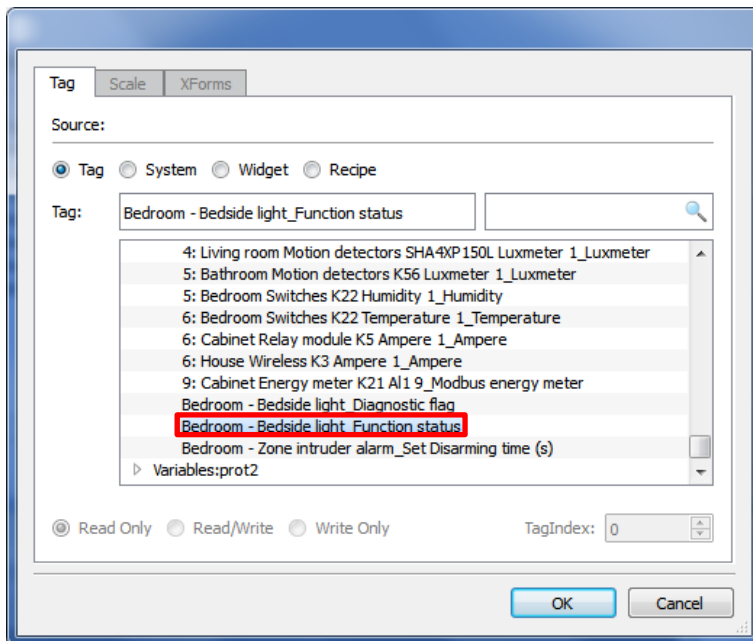 Tag Scale XForms
Source:
Tag System Widget Recipe
Tag: Bedroom - Bedside light_Function status
4: Living room Motion detectors SHA4XP150L Luxmeter 1_Luxmeter
5: Bathroom Motion detectors K56 Luxmeter 1_Luxmeter
5: Bedroom Switches K22 Humidity 1_Humidity
6: Bedroom Switches K22 Temperature 1_Temperature
6: Cabinet Relay module K5 Ampere 1_Ampere
6: House Wireless K3 Ampere 1_Ampere
9: Cabinet Energy meter K21 Al1 9_Modbus energy meter
Bedroom - Bedside light_Diagnostic flag
Bedroom - Bedside light_Function status
Bedroom - Zone intruder alarm_Set Disarming time (s)
Variables:prot2
Read Only Read/Write Write Only TagIndex: 0
OK Cancel